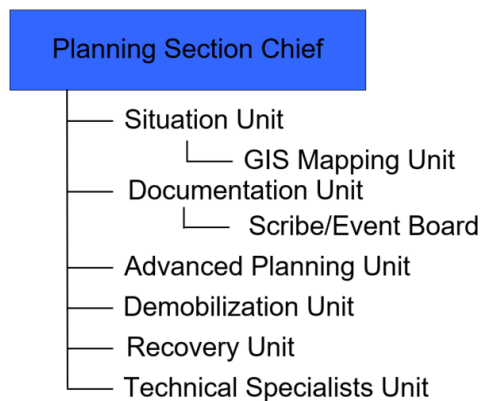 Planning Section Chief
Situation Unit
GIS Mapping Unit
Documentation Unit
Scribe/Event Board
Advanced Planning Unit
Demobilization Unit
Recovery Unit
Technical Specialists Unit